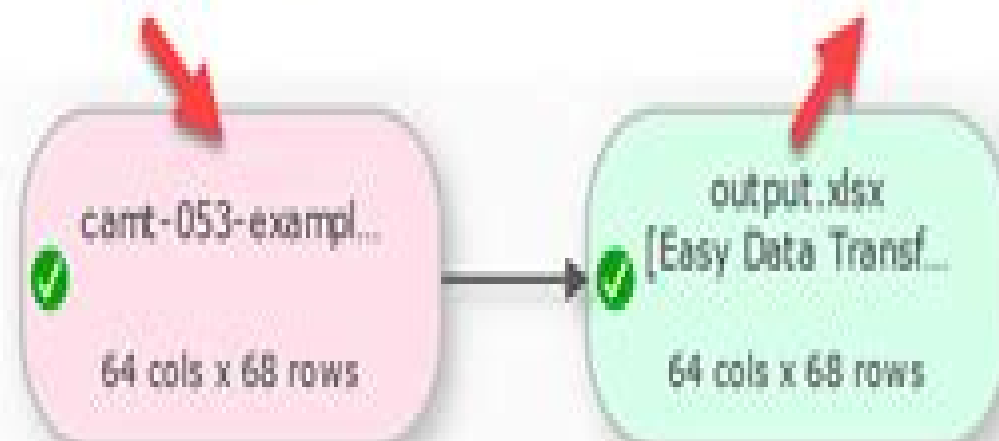 camt-053-exampl...
64 cols x 68 rows
output.xlsx
[Easy Data Transf...
64 cols x 68 rows